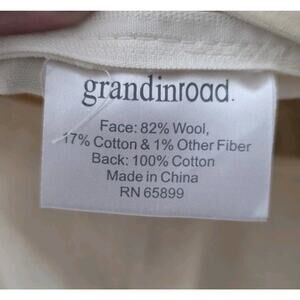 grandinroad.
Face: 82% Wool,
17% Cotton & 1% Other Fiber
Back: 100% Cotton
Made in China
RN 65899